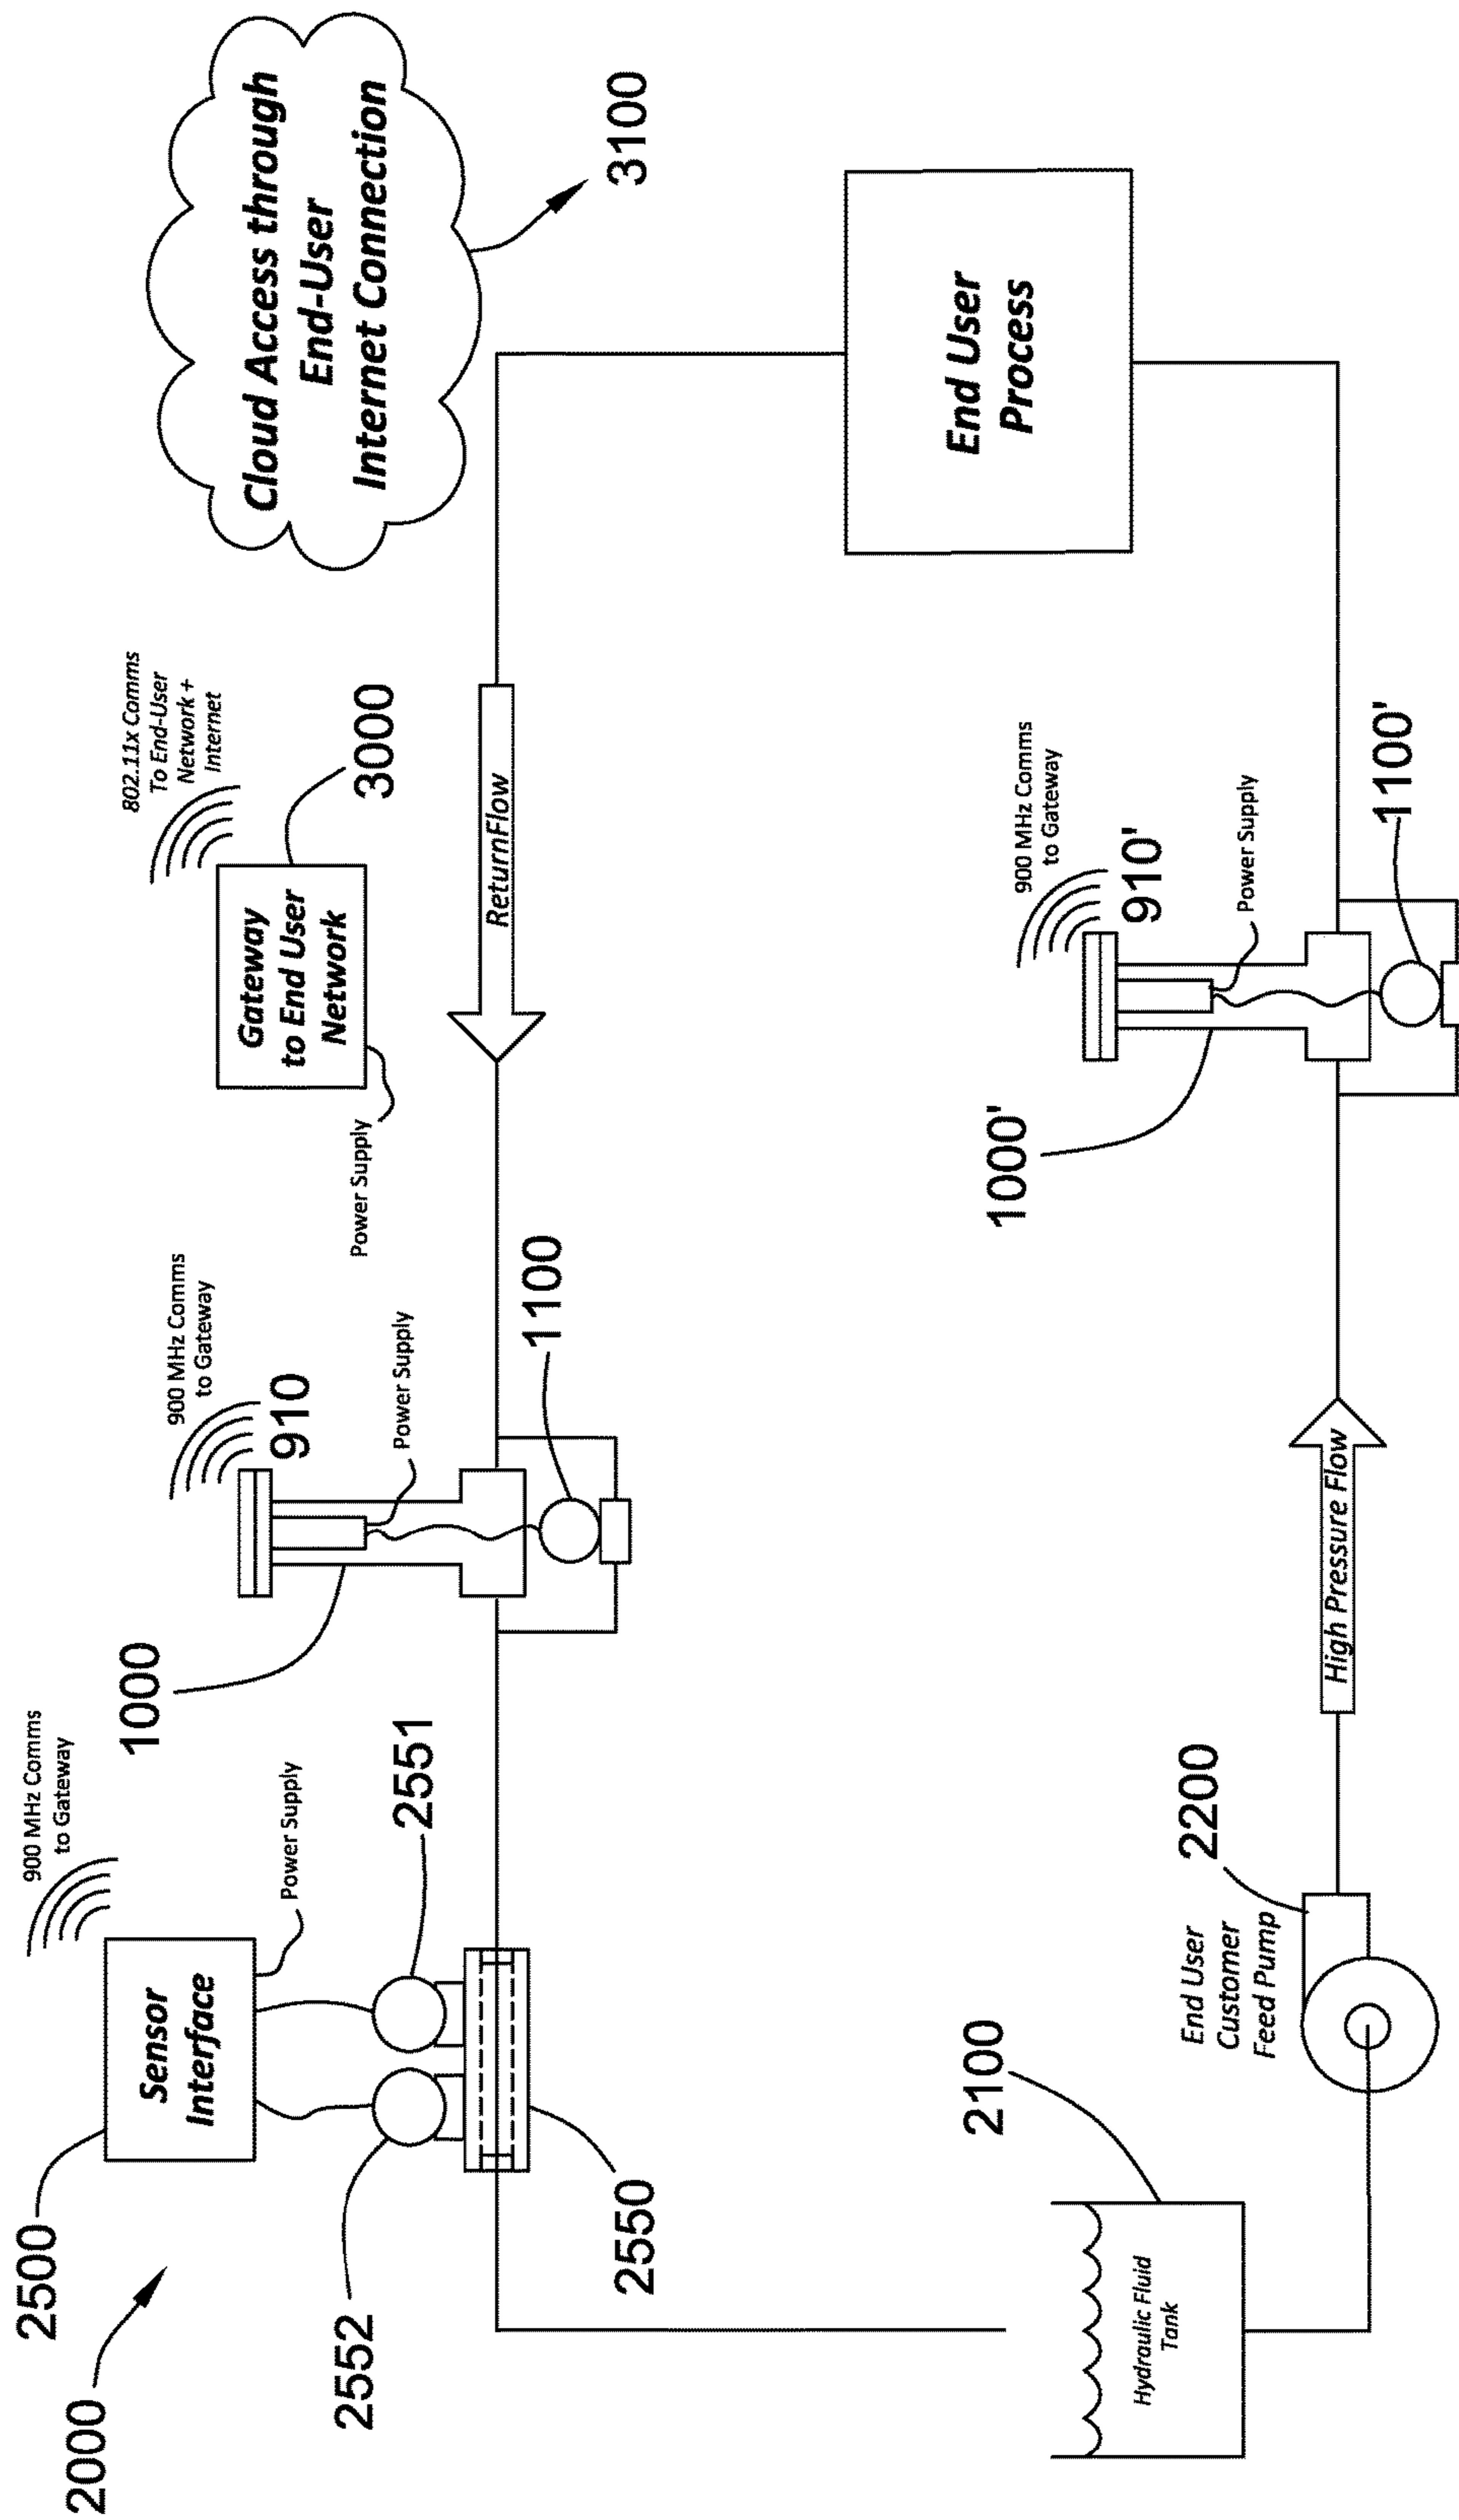 2000
2500
Sensor
Interface
900 MHz Comms
to Gateway
Power Supply
2552
2551
2550
1000
900 MHz Comms
to Gateway
910
Power Supply
1100
Gateway
to End User
Network
Power Supply
802.11x Comms
To End-User
Network +
Internet
3000
Cloud Access through
End-User
Internet Connection
3100
ReturnFlow
End User
Process
2100
Hydraulic Fluid
Tank
End User
Customer
Feed Pump
2200
High Pressure Flow
1000'
900 MHz Comms
to Gateway
910'
Power Supply
1100'